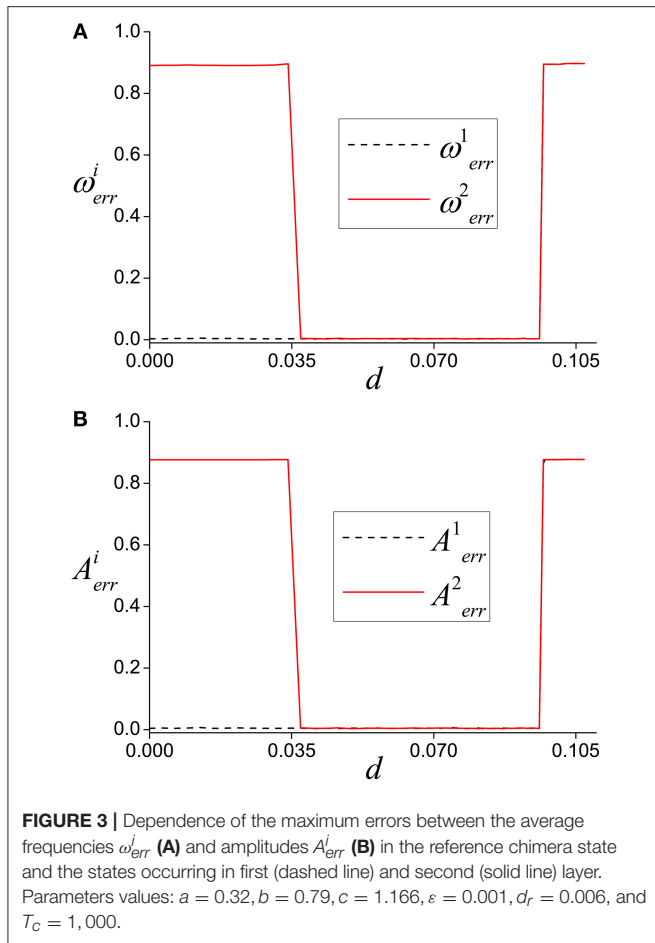 A
1.0
0.8
0.6
0.4
0.2
0.0
ω^i_err
ω^1_err
ω^2_err
0.000
0.035
0.070
0.105
d
B
1.0
0.8
0.6
0.4
0.2
0.0
A^i_err
A^1_err
A^2_err
0.000
0.035
0.070
0.105
d
FIGURE 3 | Dependence of the maximum errors between the average
frequencies ω^i_err (A) and amplitudes A^i_err (B) in the reference chimera state
and the states occurring in first (dashed line) and second (solid line) layer.
Parameters values: a = 0.32, b = 0.79, c = 1.166, ε = 0.001, d_r = 0.006, and
T_c = 1, 000.